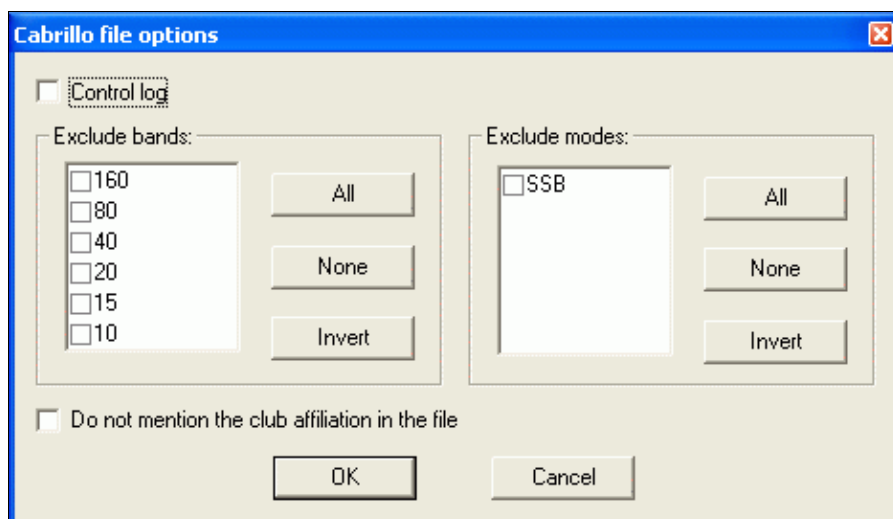 Cabrillo file options
Control log
Exclude bands:
160
80
40
20
15
10
All
None
Invert
Exclude modes:
SSB
All
None
Invert
Do not mention the club affiliation in the file
OK
Cancel